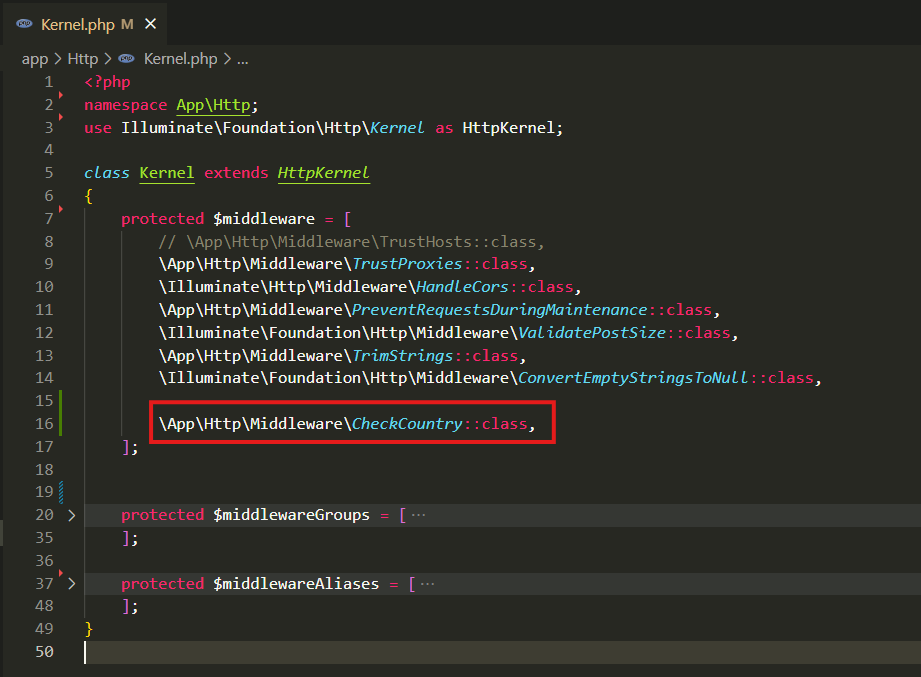 php Kernel.php M ✕
app > Http > php Kernel.php > ...
1 <?php
2 namespace App\Http;
3 use Illuminate\Foundation\Http\Kernel as HttpKernel;
4
5 class Kernel extends HttpKernel
6 {
7 protected $middleware = [
8 // \App\Http\Middleware\TrustHosts::class,
9 \App\Http\Middleware\TrustProxies::class,
10 \Illuminate\Http\Middleware\HandleCors::class,
11 \App\Http\Middleware\PreventRequestsDuringMaintenance::class,
12 \Illuminate\Foundation\Http\Middleware\ValidatePostSize::class,
13 \App\Http\Middleware\TrimStrings::class,
14 \Illuminate\Foundation\Http\Middleware\ConvertEmptyStringsToNull::class,
15
16 \App\Http\Middleware\CheckCountry::class,
17 ];
18
19
20 > protected $middlewareGroups = [ ...
35 ];
36
37 > protected $middlewareAliases = [ ...
48 ];
49 }
50